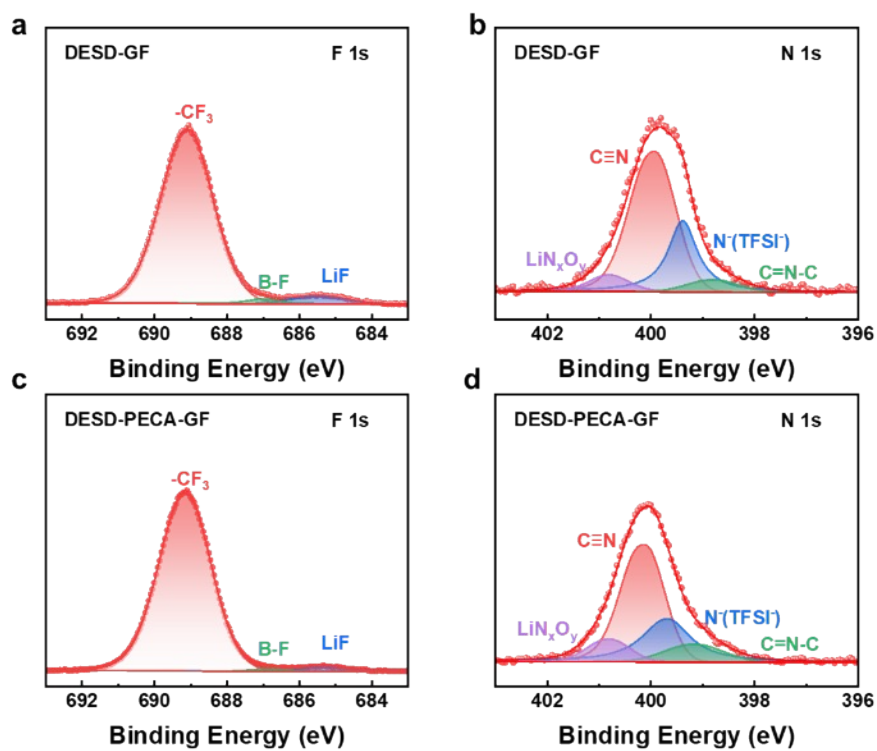 a
DESD-GF F 1s
-CF₃
B-F
LiF
692 690 688 686 684
Binding Energy (eV)
b
DESD-GF N 1s
C≡N
N⁻(TFSI⁻)
LiNₓOᵧ
C=N-C
402 400 398 396
Binding Energy (eV)
c
DESD-PECA-GF F 1s
-CF₃
B-F
LiF
692 690 688 686 684
Binding Energy (eV)
d
DESD-PECA-GF N 1s
C≡N
N⁻(TFSI⁻)
LiNₓOᵧ
C=N-C
402 400 398 396
Binding Energy (eV)